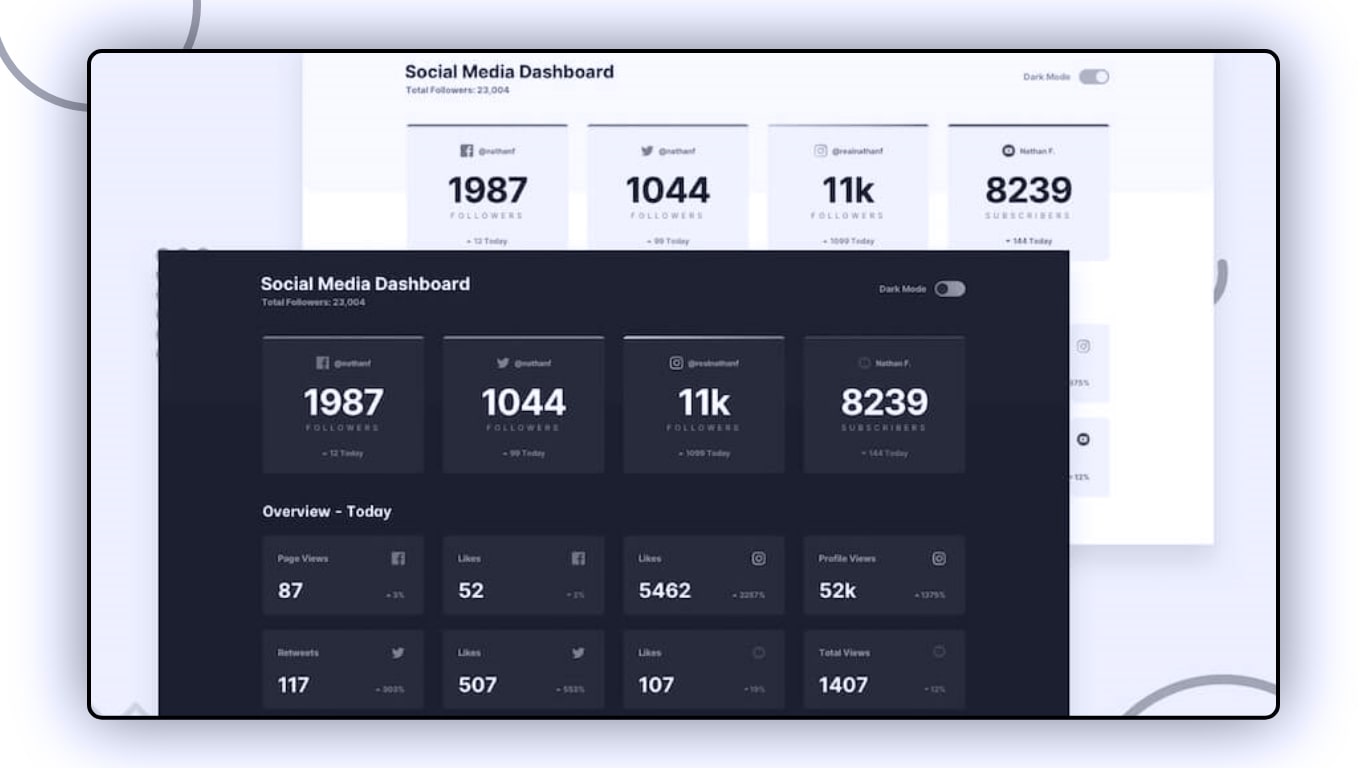 Social Media Dashboard
Total Followers: 23,004
Dark Mode
@nathanf
@nathanf
@realnathanf
Nathan F.
1987
1044
11k
8239
FOLLOWERS
FOLLOWERS
FOLLOWERS
SUBSCRIBERS
12 Today
99 Today
1099 Today
144 Today
375%
12%
Social Media Dashboard
Total Followers: 23,004
Dark Mode
@nathanf
@nathanf
@realnathanf
Nathan F.
1987
1044
11k
8239
FOLLOWERS
FOLLOWERS
FOLLOWERS
SUBSCRIBERS
12 Today
99 Today
1099 Today
144 Today
Overview - Today
Page Views
Likes
Likes
Profile Views
87
3%
52
2%
5462
2257%
52k
1375%
Retweets
Likes
Likes
Total Views
117
303%
507
553%
107
19%
1407
12%